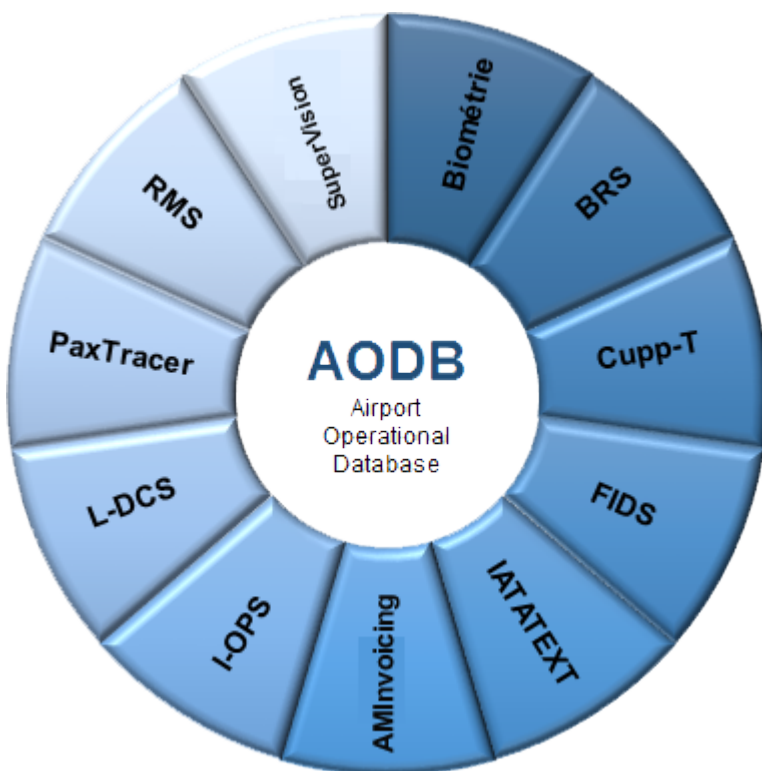 AODB
Airport
Operational
Database
Biométrie
BRS
Cupp-T
FIDS
IATATEXT
AMInvoicing
I-OPS
L-DCS
PaxTracer
RMS
SuperVision